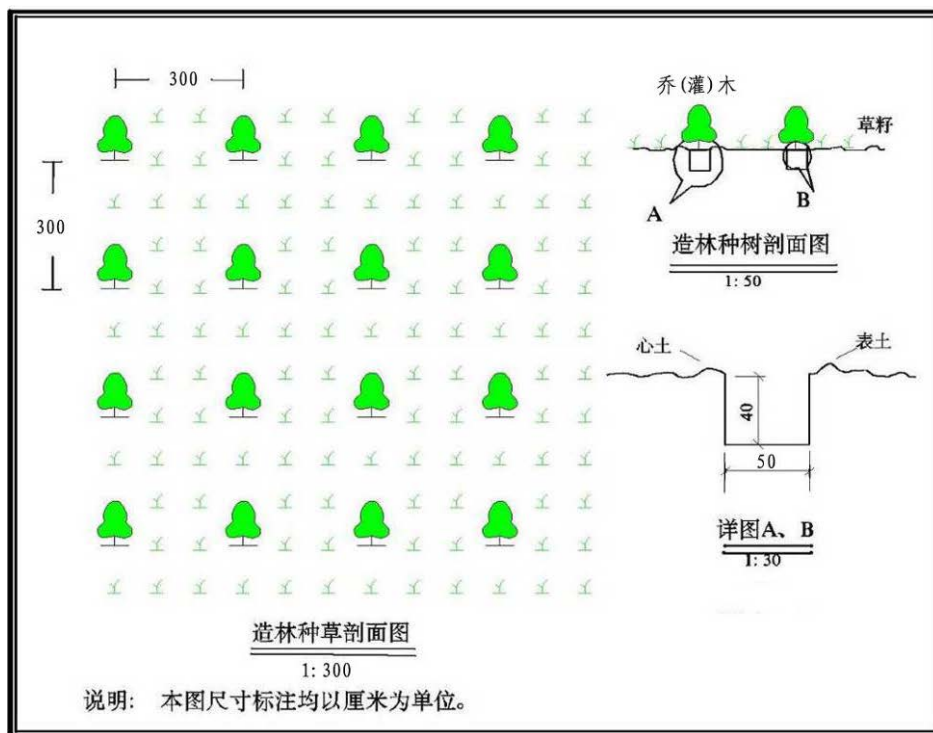 300
300
造林种草剖面图
1:300
说明: 本图尺寸标注均以厘米为单位。
乔(灌)木
草籽
A
B
造林种树剖面图
1:50
心土
表土
40
50
详图A、B
1:30